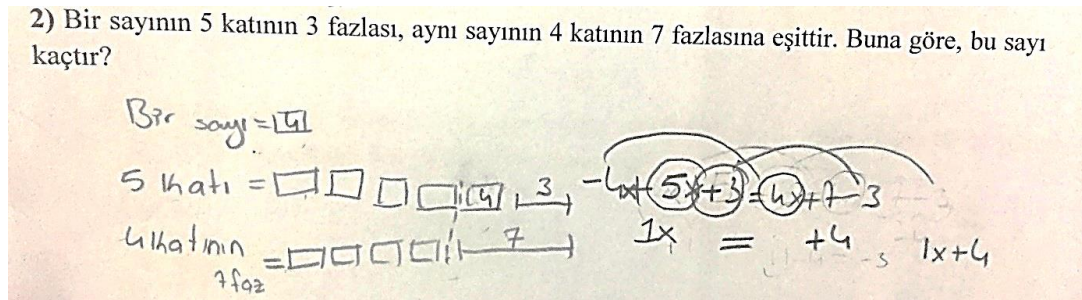 2) Bir sayının 5 katının 3 fazlası, aynı sayının 4 katının 7 fazlasına eşittir. Buna göre, bu sayı
kaçtır?
Bir sayı = 4
5 katı = 4 3
4 katının = 7
7 faz
-4x+5x+3=4x+7-3
1x = +4
1x+4